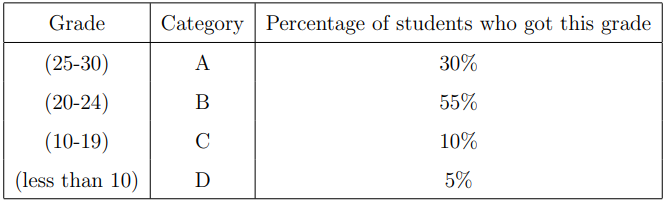 Grade Category Percentage of students who got this grade
(25-30) A 30%
(20-24) B 55%
(10-19) C 10%
(less than 10) D 5%